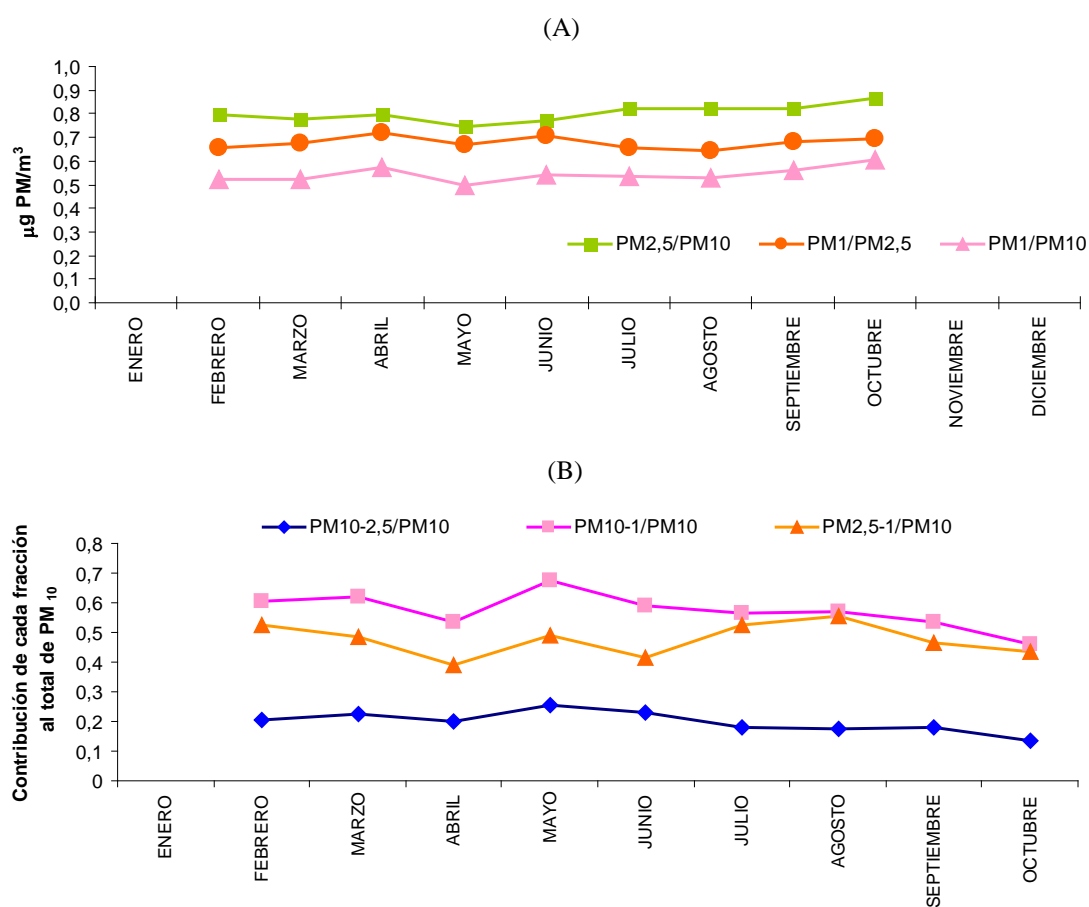 (A)
µg PM/m³
1,0
0,9
0,8
0,7
0,6
0,5
0,4
0,3
0,2
0,1
0,0
PM2,5/PM10
PM1/PM2,5
PM1/PM10
ENERO
FEBRERO
MARZO
ABRIL
MAYO
JUNIO
JULIO
AGOSTO
SEPTIEMBRE
OCTUBRE
NOVIEMBRE
DICIEMBRE
(B)
Contribución de cada fracción
al total de PM 10
PM10-2,5/PM10
PM10-1/PM10
PM2,5-1/PM10
0,8
0,7
0,6
0,5
0,4
0,3
0,2
0,1
0
ENERO
FEBRERO
MARZO
ABRIL
MAYO
JUNIO
JULIO
AGOSTO
SEPTIEMBRE
OCTUBRE